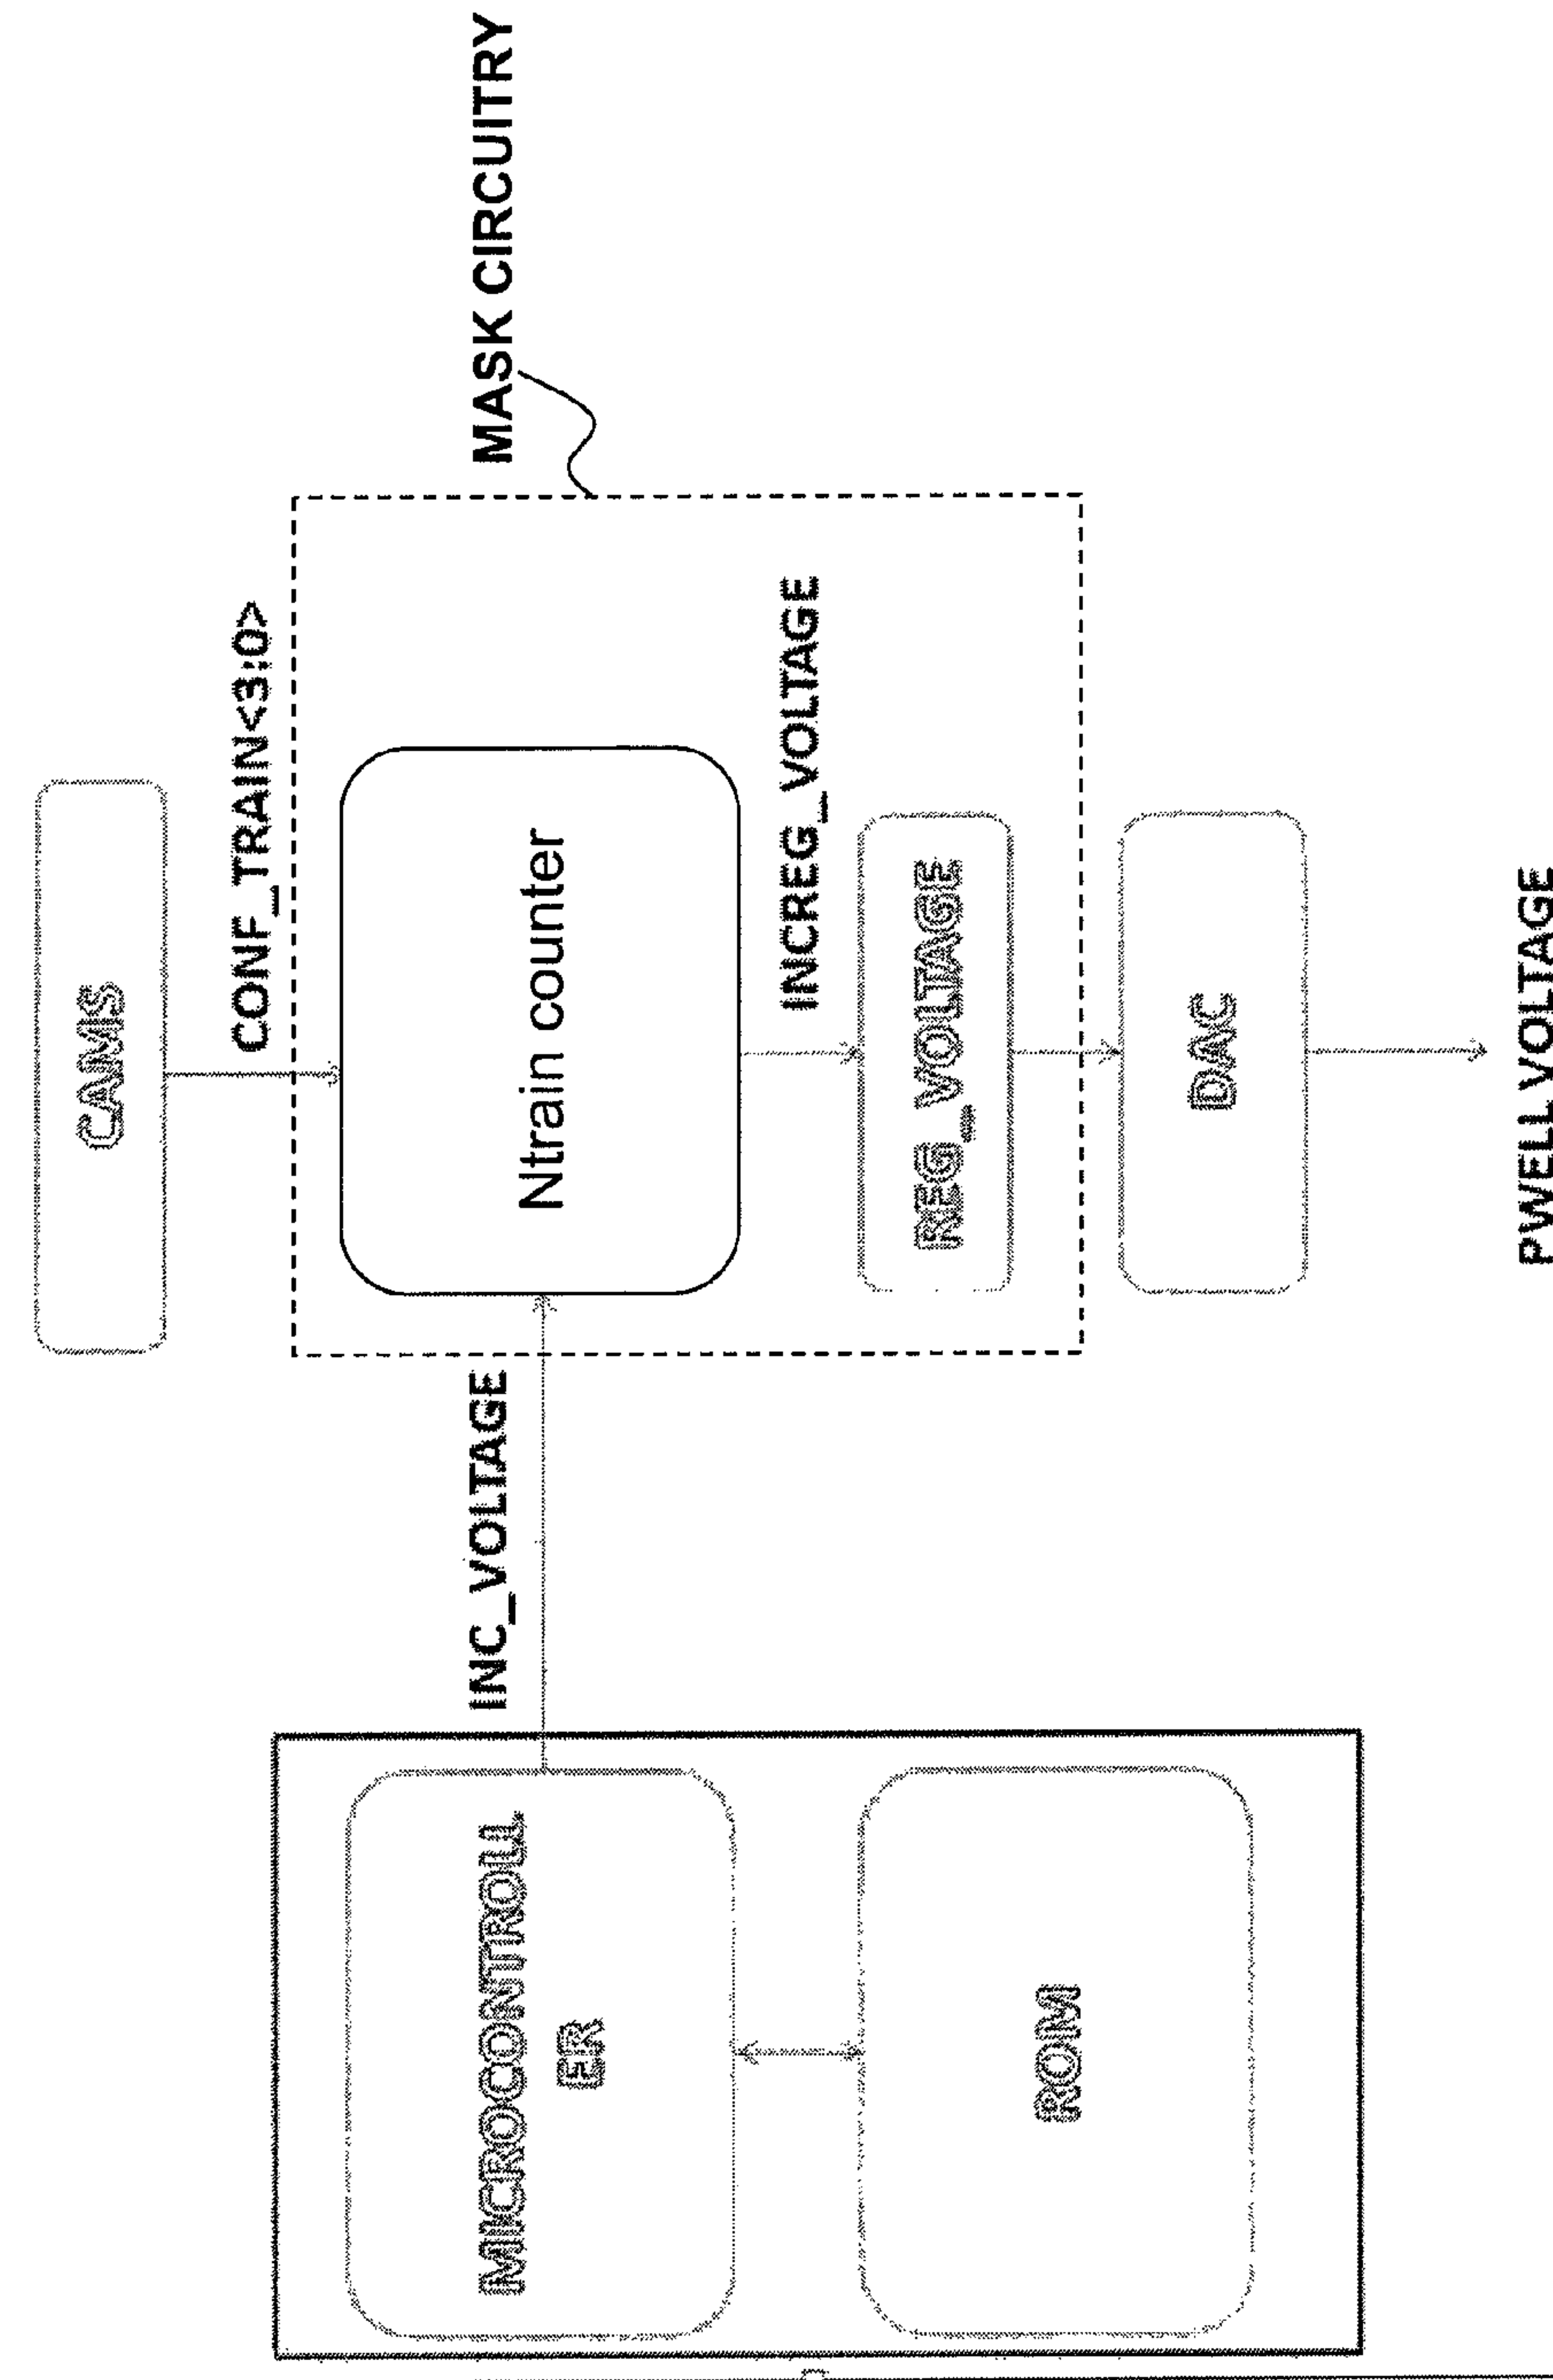 CAMS
CONF_TRAIN<3:0>
MASK CIRCUITRY
INC_VOLTAGE
Ntrain counter
MICROCONTROLL
ER
INCREG_VOLTAGE
REG_VOLTAGE
ROM
DAC
PWELL VOLTAGE